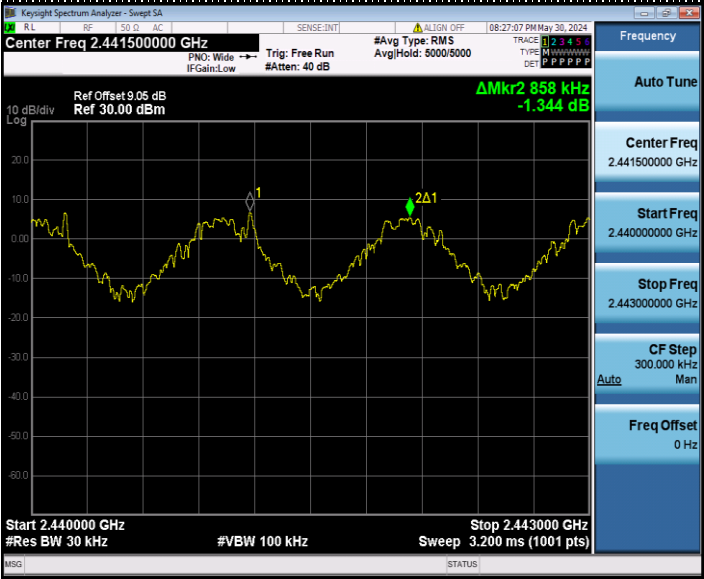 Keysight Spectrum Analyzer - Swept SA
RL RF 50 Ω AC SENSE:INT ALIGN OFF 08:27:07 PM May 30, 2024
Center Freq 2.441500000 GHz
PNO: Wide
IFGain:Low
Trig: Free Run
#Atten: 40 dB
#Avg Type: RMS
Avg|Hold: 5000/5000
TRACE 1 2 3 4 5 6
TYPE M WWWWW
DET P P P P P P
ΔMkr2 858 kHz
-1.344 dB
Ref Offset 9.05 dB
10 dB/div Ref 30.00 dBm
Log
20.0
10.0
0.00
-10.0
-20.0
-30.0
-40.0
-50.0
-60.0
1
2Δ1
Start 2.440000 GHz Stop 2.443000 GHz
#Res BW 30 kHz #VBW 100 kHz Sweep 3.200 ms (1001 pts)
MSG STATUS
Frequency
Auto Tune
Center Freq
2.441500000 GHz
Start Freq
2.440000000 GHz
Stop Freq
2.443000000 GHz
CF Step
300.000 kHz
Auto Man
Freq Offset
0 Hz